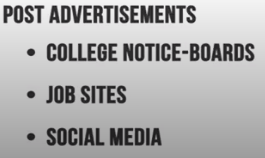 POST ADVERTISEMENTS
• COLLEGE NOTICE-BOARDS
• JOB SITES
• SOCIAL MEDIA